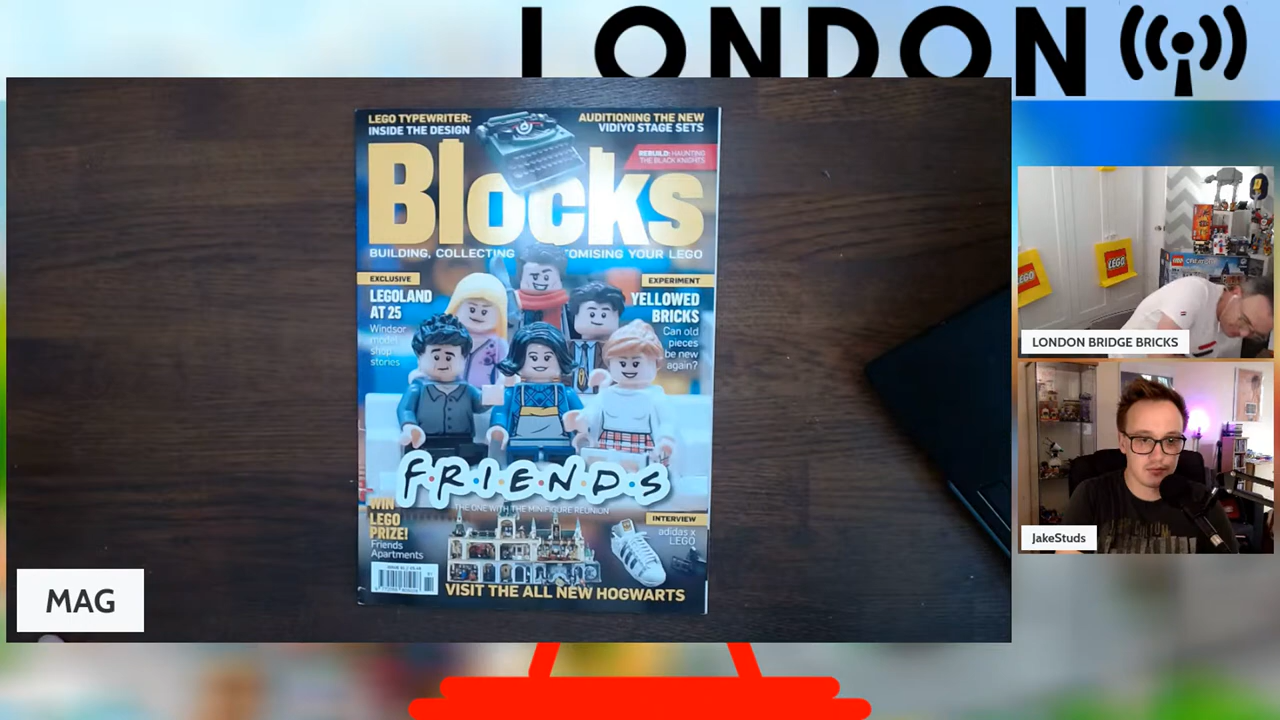 LONDON
LEGO TYPEWRITER:
INSIDE THE DESIGN
AUDITIONING THE NEW
VIDIYO STAGE SETS
REBUILD: HAUNTING
THE BLACK KNIGHTS
Blocks
BUILDING, COLLECTING
TOMISING YOUR LEGO
EXCLUSIVE
LEGOLAND
AT 25
Windsor
model
shop
stories
EXPERIMENT
YELLOWED
BRICKS
Can old
pieces
be new
again?
FRIENDS
THE ONE WITH THE MINIFIGURE REUNION
WIN
LEGO
PRIZE!
Friends
Apartments
INTERVIEW
adidas x
LEGO
VISIT THE ALL NEW HOGWARTS
MAG
LEGO
LEGO
LONDON BRIDGE BRICKS
JakeStuds